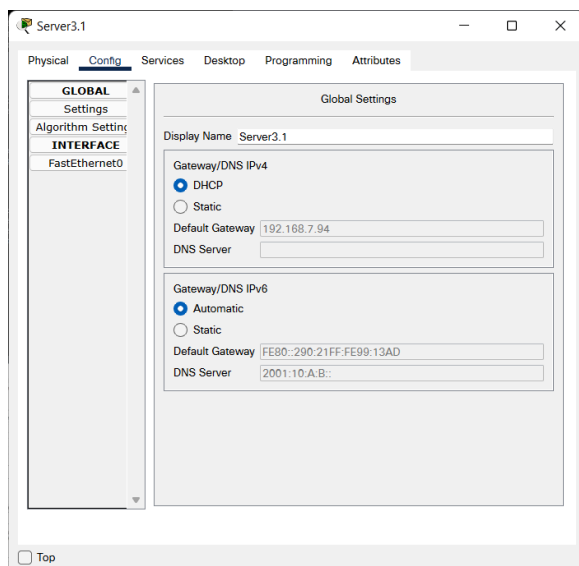 Server3.1
Physical Config Services Desktop Programming Attributes
GLOBAL
Settings
Algorithm Setting
INTERFACE
FastEthernet0
Global Settings
Display Name Server3.1
Gateway/DNS IPv4
DHCP
Static
Default Gateway 192.168.7.94
DNS Server
Gateway/DNS IPv6
Automatic
Static
Default Gateway FE80::290:21FF:FE99:13AD
DNS Server 2001:10:A:B::
Top